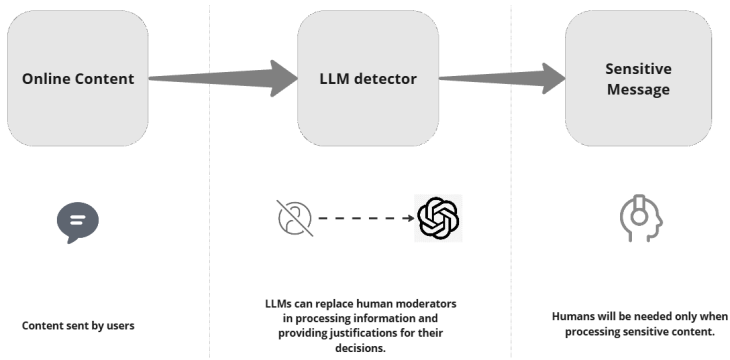 Online Content
LLM detector
Sensitive
Message
Content sent by users
LLMs can replace human moderators
in processing information and
providing justifications for their
decisions.
Humans will be needed only when
processing sensitive content.